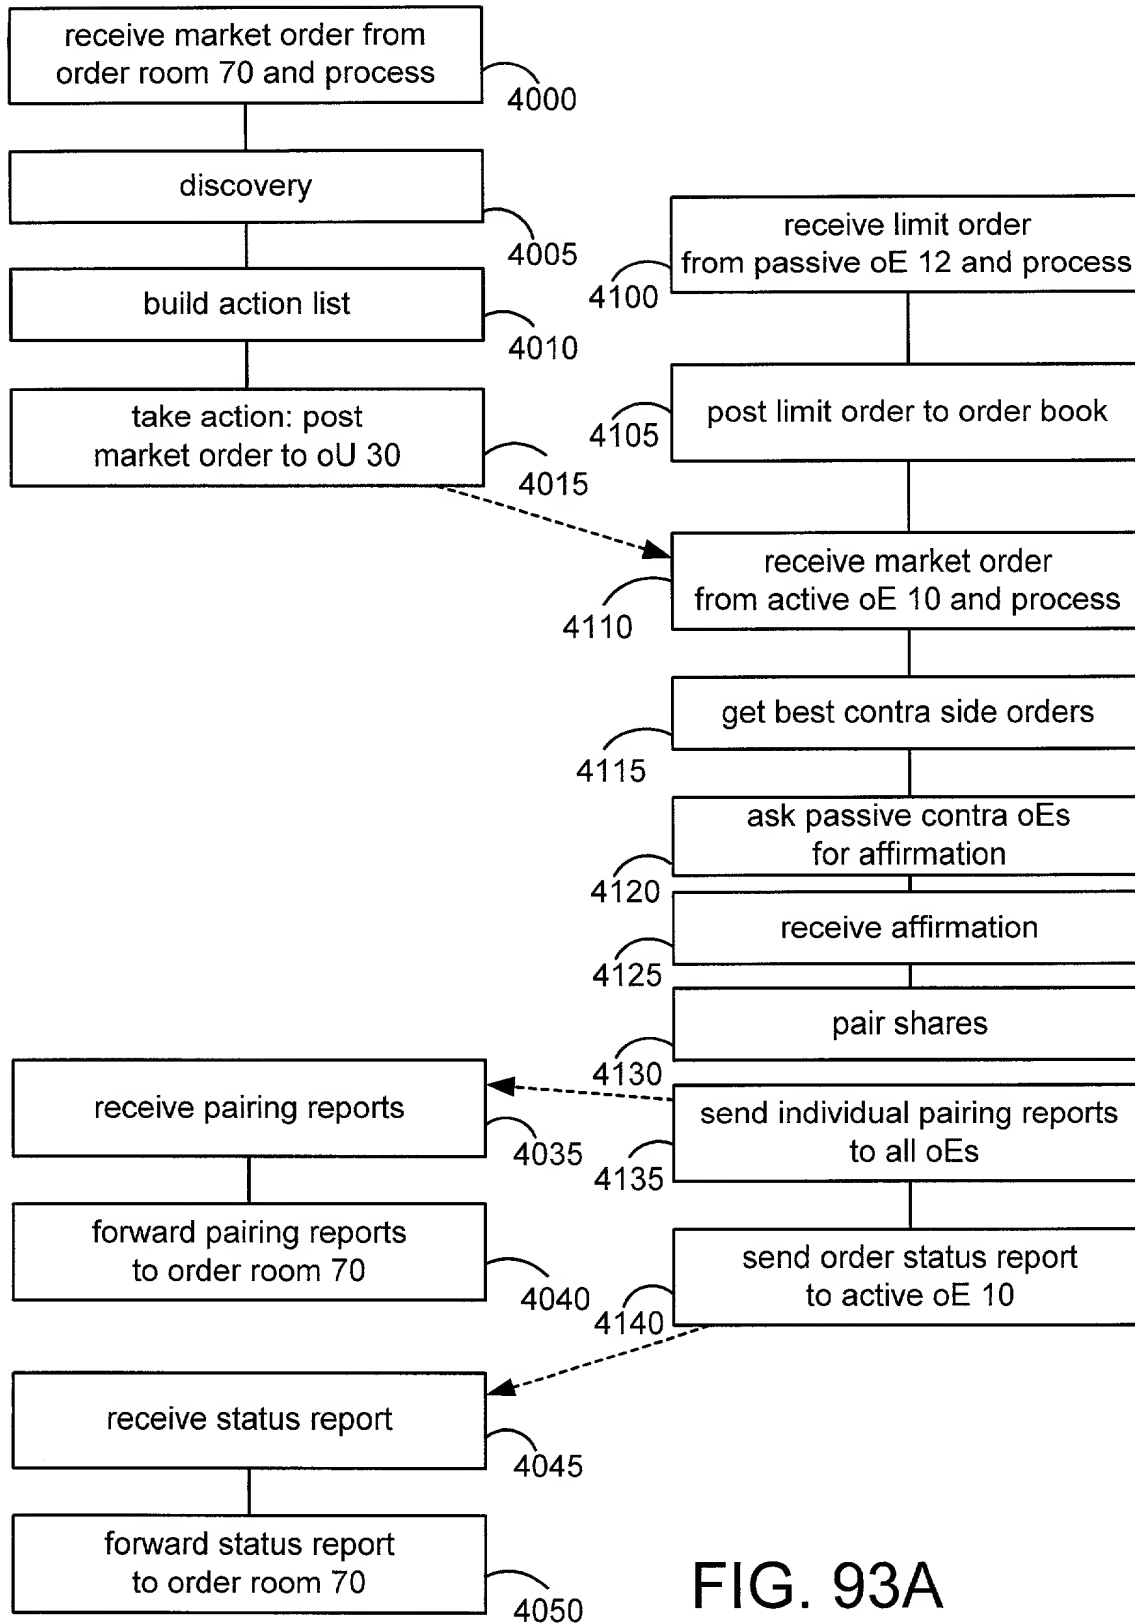 receive market order from
order room 70 and process
4000
discovery
4005
build action list
4010
take action: post
market order to oU 30
4015
receive limit order
from passive oE 12 and process
4100
post limit order to order book
4105
receive market order
from active oE 10 and process
4110
get best contra side orders
4115
ask passive contra oEs
for affirmation
4120
receive affirmation
4125
pair shares
4130
send individual pairing reports
to all oEs
4135
send order status report
to active oE 10
4140
receive pairing reports
4035
forward pairing reports
to order room 70
4040
receive status report
4045
forward status report
to order room 70
4050
FIG. 93A